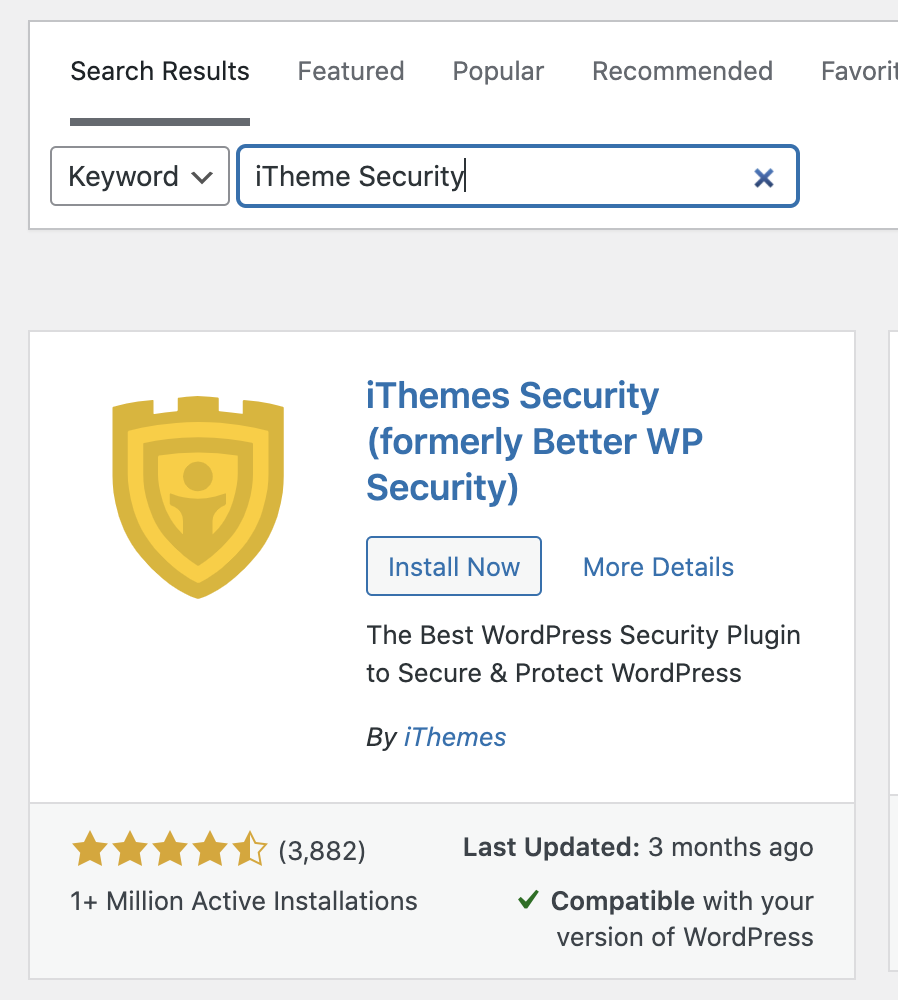 Search Results Featured Popular Recommended Favorit
Keyword iTheme Security
iThemes Security
(formerly Better WP
Security)
Install Now More Details
The Best WordPress Security Plugin
to Secure & Protect WordPress
By iThemes
(3,882) Last Updated: 3 months ago
1+ Million Active Installations Compatible with your
version of WordPress